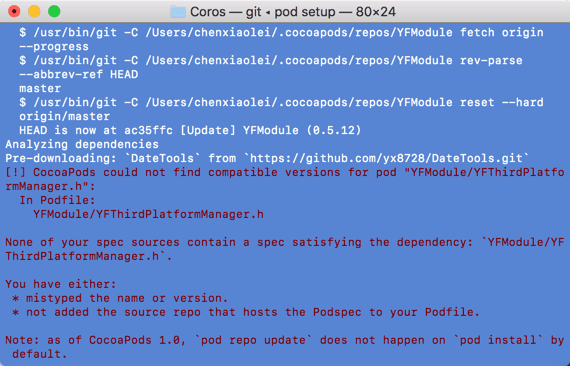 Coros — git ◂ pod setup — 80×24
$ /usr/bin/git -C /Users/chenxiaolei/.cocoapods/repos/YFModule fetch origin
--progress
$ /usr/bin/git -C /Users/chenxiaolei/.cocoapods/repos/YFModule rev-parse
--abbrev-ref HEAD
master
$ /usr/bin/git -C /Users/chenxiaolei/.cocoapods/repos/YFModule reset --hard
origin/master
HEAD is now at ac35ffc [Update] YFModule (0.5.12)
Analyzing dependencies
Pre-downloading: `DateTools` from `https://github.com/yx8728/DateTools.git`
[!] CocoaPods could not find compatible versions for pod "YFModule/YFThirdPlatfo
rmManager.h":
In Podfile:
YFModule/YFThirdPlatformManager.h
None of your spec sources contain a spec satisfying the dependency: `YFModule/YF
ThirdPlatformManager.h`.
You have either:
* mistyped the name or version.
* not added the source repo that hosts the Podspec to your Podfile.
Note: as of CocoaPods 1.0, `pod repo update` does not happen on `pod install` by
default.